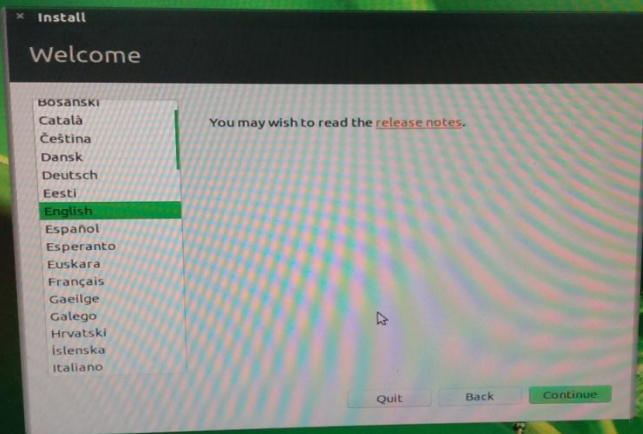 Install
Welcome
Bosanski
Català
Čeština
Dansk
Deutsch
Eesti
English
Español
Esperanto
Euskara
Français
Gaeilge
Galego
Hrvatski
Íslenska
Italiano
You may wish to read the release notes.
Quit
Back
Continue